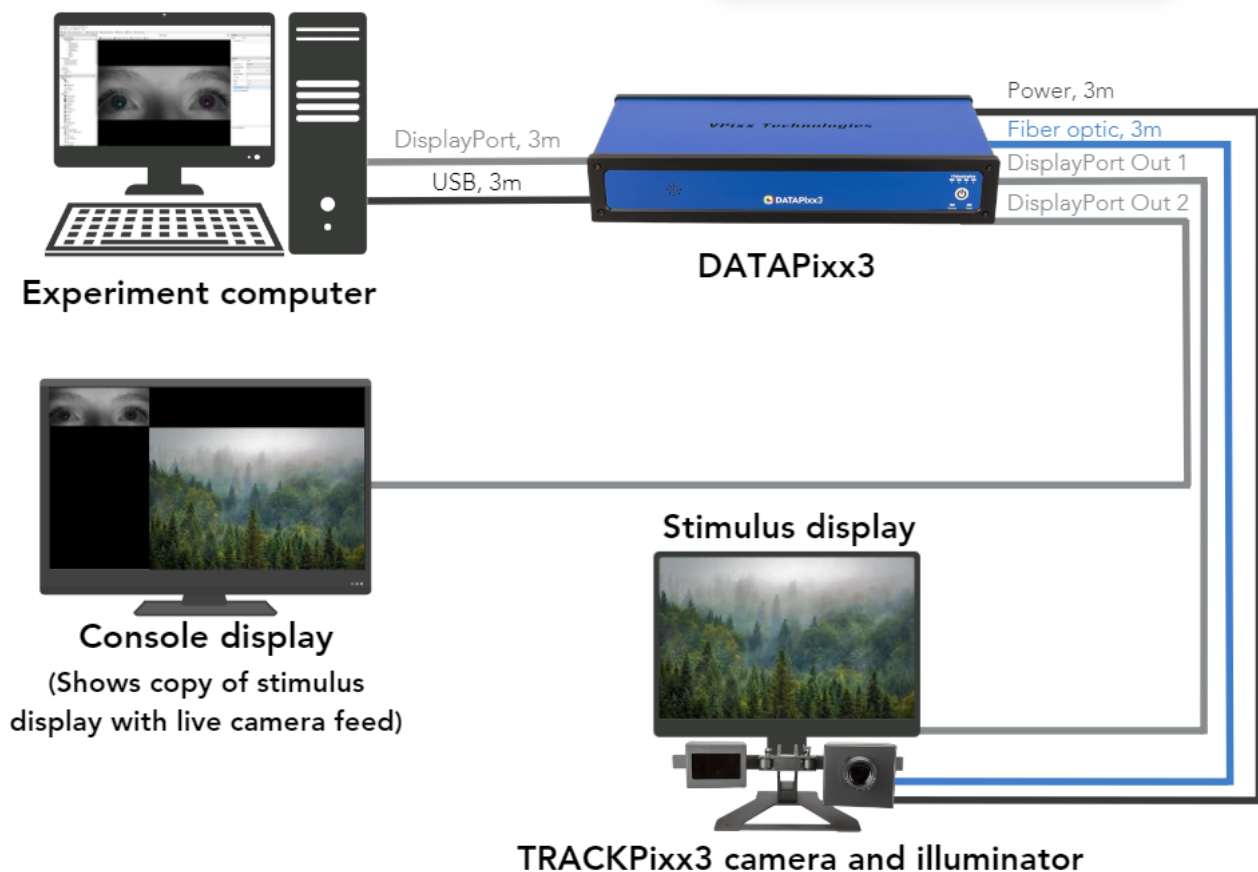 Power, 3m
VPixx Technologies
Fiber optic, 3m
DisplayPort, 3m
DisplayPort Out 1
USB, 3m
DATAPixx3
DisplayPort Out 2
DATAPixx3
Experiment computer
Stimulus display
Console display
(Shows copy of stimulus
display with live camera feed)
TRACKPixx3 camera and illuminator